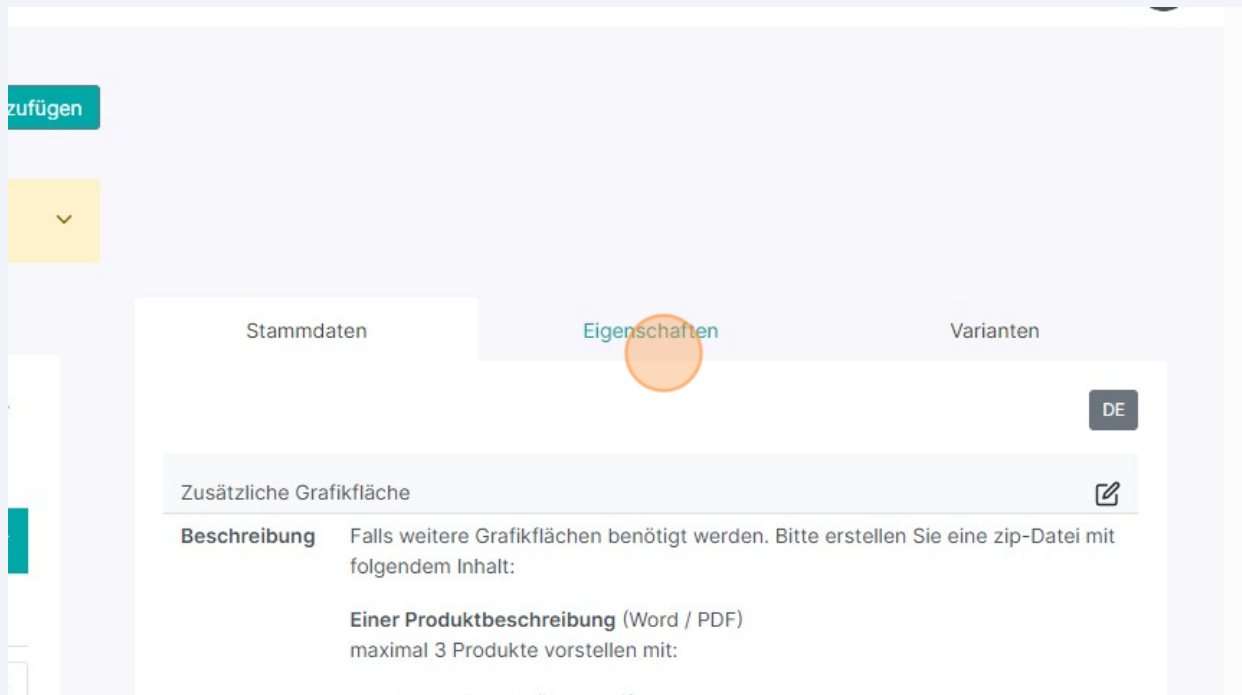 zufügen
Stammdaten
Eigenschaften
Varianten
DE
Zusätzliche Grafikfläche
Beschreibung
Falls weitere Grafikflächen benötigt werden. Bitte erstellen Sie eine zip-Datei mit
folgendem Inhalt:
Einer Produktbeschreibung (Word / PDF)
maximal 3 Produkte vorstellen mit: